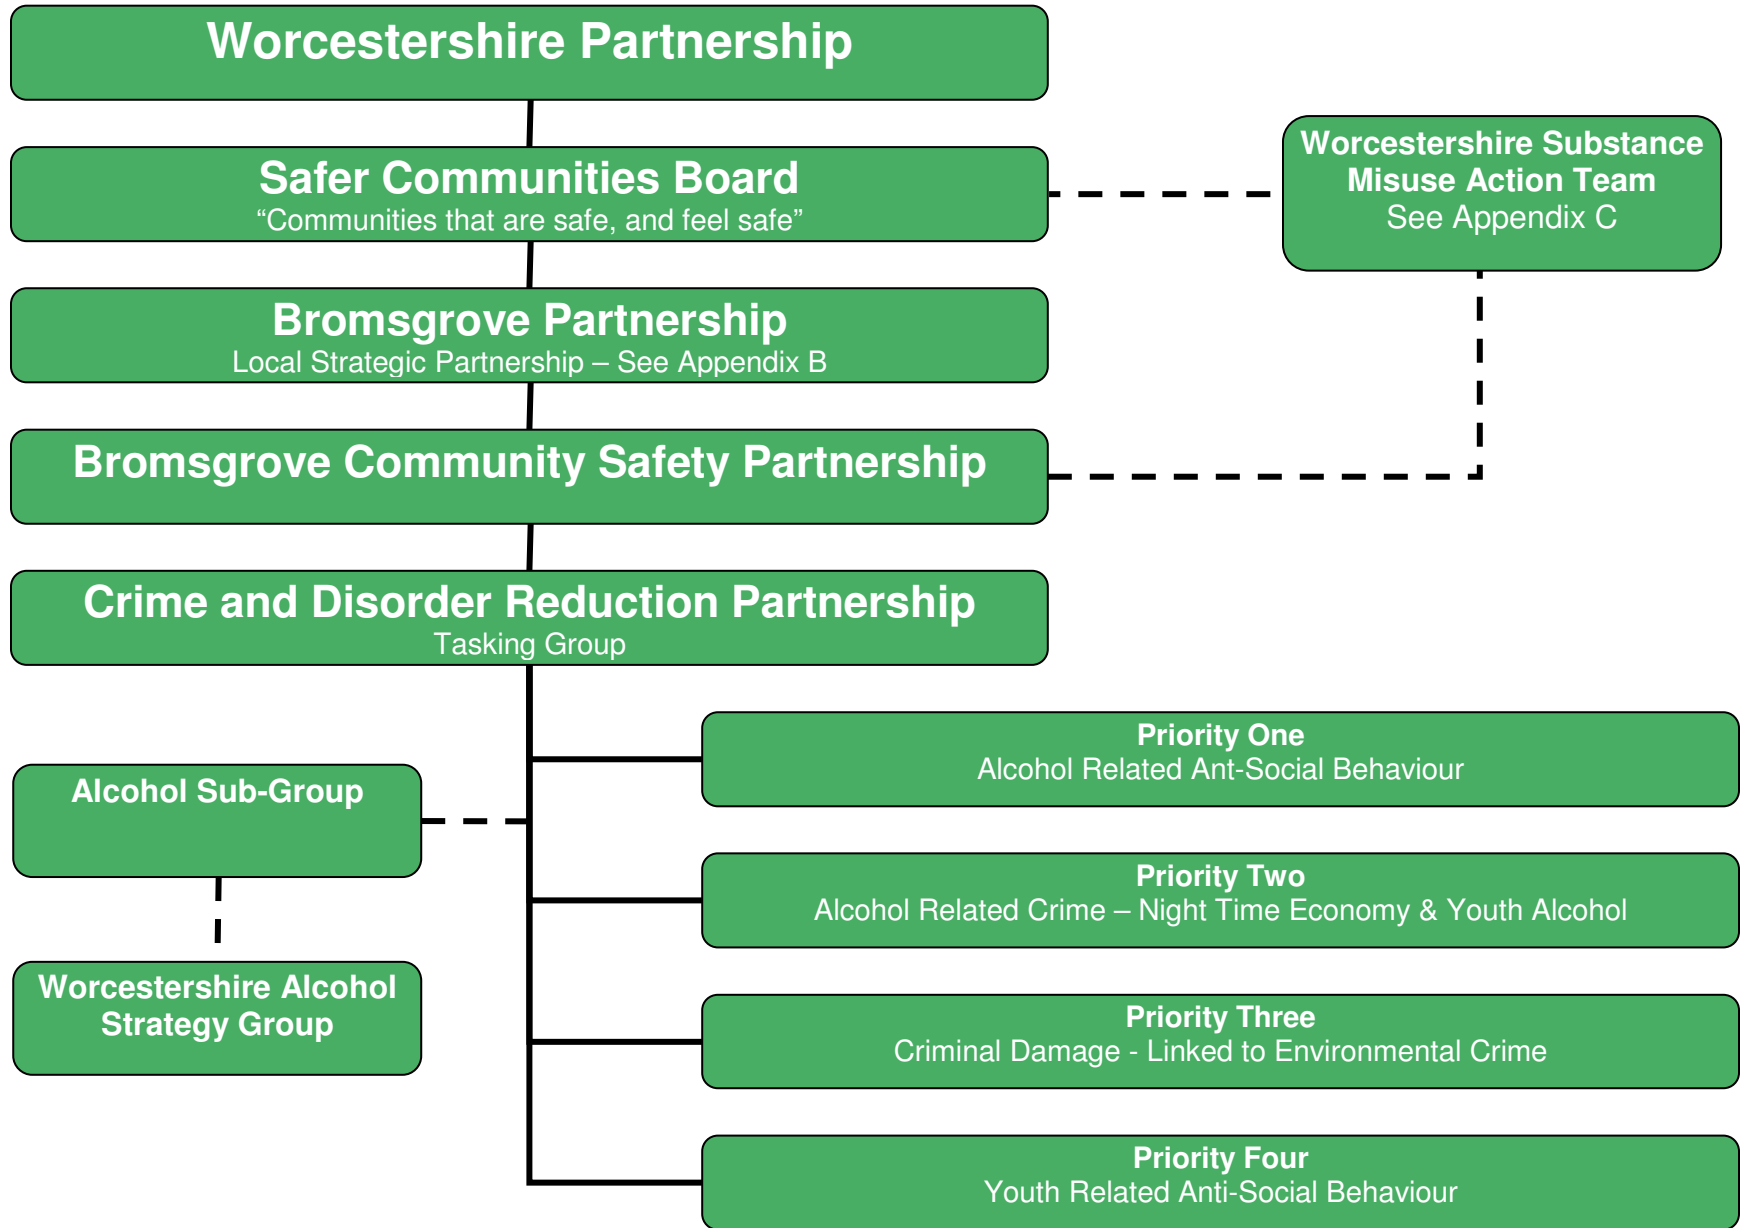 Worcestershire Partnership
Safer Communities Board
“Communities that are safe, and feel safe”
Worcestershire Substance
Misuse Action Team
See Appendix C
Bromsgrove Partnership
Local Strategic Partnership – See Appendix B
Bromsgrove Community Safety Partnership
Crime and Disorder Reduction Partnership
Tasking Group
Priority One
Alcohol Related Ant-Social Behaviour
Alcohol Sub-Group
Priority Two
Alcohol Related Crime – Night Time Economy & Youth Alcohol
Worcestershire Alcohol
Strategy Group
Priority Three
Criminal Damage - Linked to Environmental Crime
Priority Four
Youth Related Anti-Social Behaviour